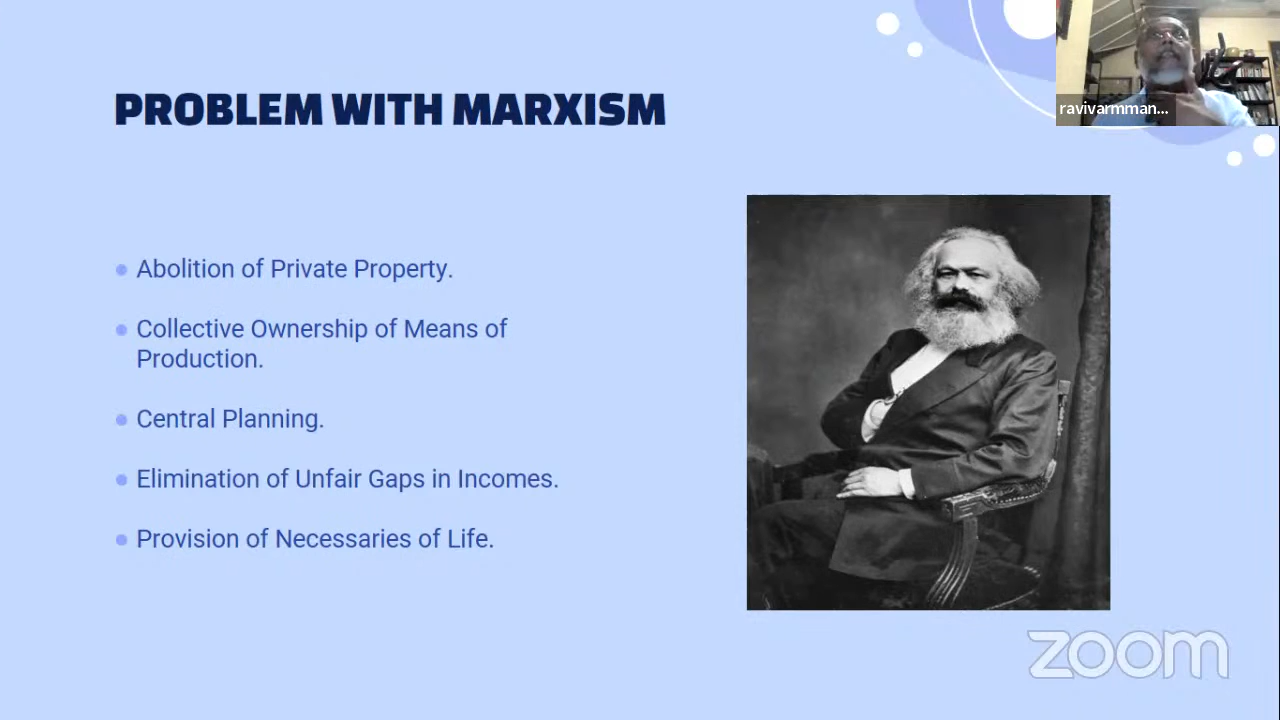 PROBLEM WITH MARXISM
ravivarmman...
Abolition of Private Property.
Collective Ownership of Means of
Production.
Central Planning.
Elimination of Unfair Gaps in Incomes.
Provision of Necessaries of Life.
zoom